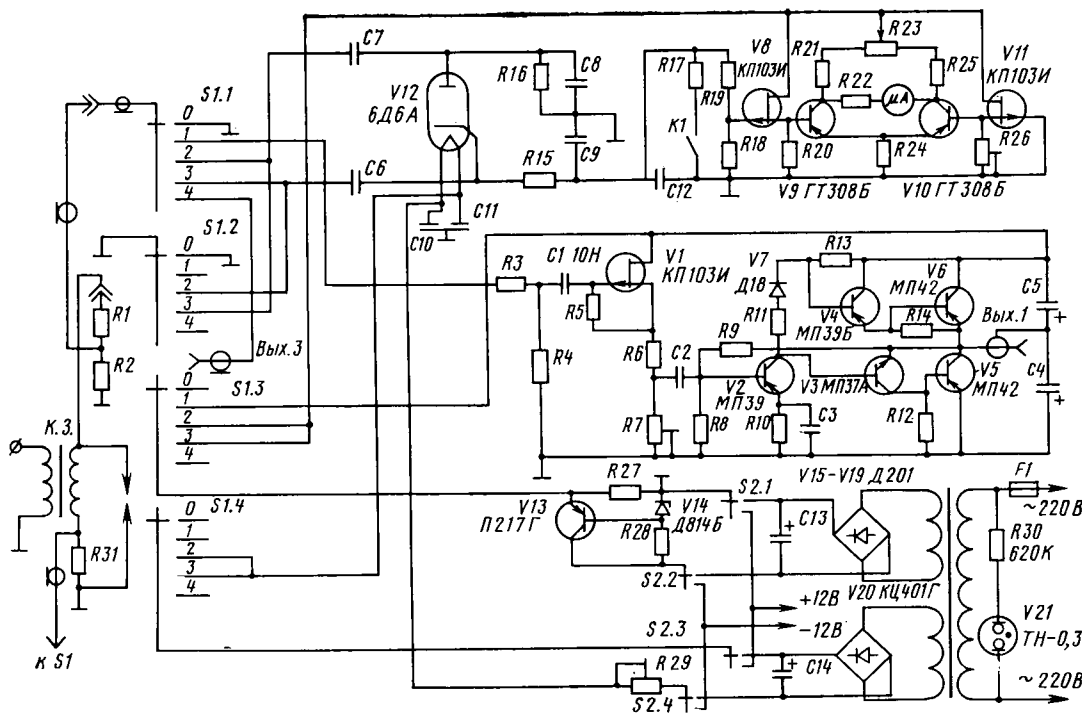 C7
V12
6Д6А
R16
C8
R17
R19
V8
КП103И
R21
R23
R22
μА
R25
V11
КП103И
S1.1
0
1
2
3
4
К1
R18
R20
R24
R26
C9
C6
R15
C12
V9 ГТ308Б
V10 ГТ308Б
C11
C10
S1.2
0
1
2
3
4
R3
C1 10Н
V1
КП103И
R5
V7
Д18
R13
V6
МП42
C5
V4
МП39Б
R14
R11
Вых.1
R1
R2
R4
R6
C2
R9
V2
МП39
V3 МП37А
V5
МП42
C4
Вых.3
S1.3
0
1
2
3
4
R7
R8
R10
C3
R12
К.З.
R27
V13
П217Г
V14
Д814Б
R28
S2.1
V15-V19 Д201
F1
~220В
C13
R30
620К
S1.4
0
1
2
3
4
R31
S2.2
V20 КЦ401Г
+12В
-12В
V21
ТН-0,3
S2.3
C14
R29
S2.4
~220В
к S1